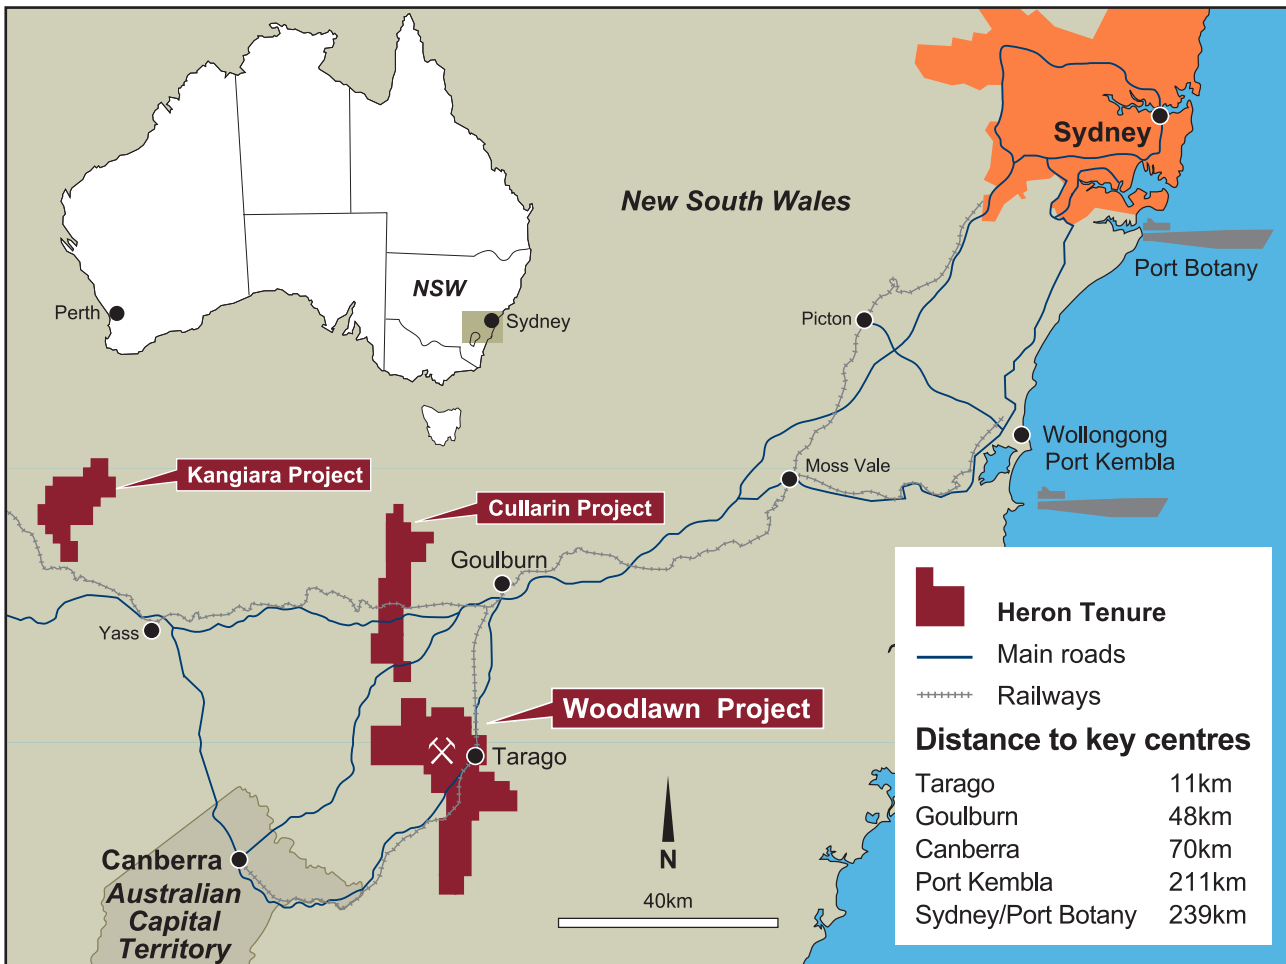 Sydney
New South Wales
Port Botany
NSW
Perth
Sydney
Picton
Wollongong
Port Kembla
Moss Vale
Kangiara Project
Cullarin Project
Goulburn
Yass
Woodlawn Project
Tarago
Canberra
Australian
Capital
Territory
N
40km
Heron Tenure
Main roads
Railways
Distance to key centres
Tarago 11km
Goulburn 48km
Canberra 70km
Port Kembla 211km
Sydney/Port Botany 239km